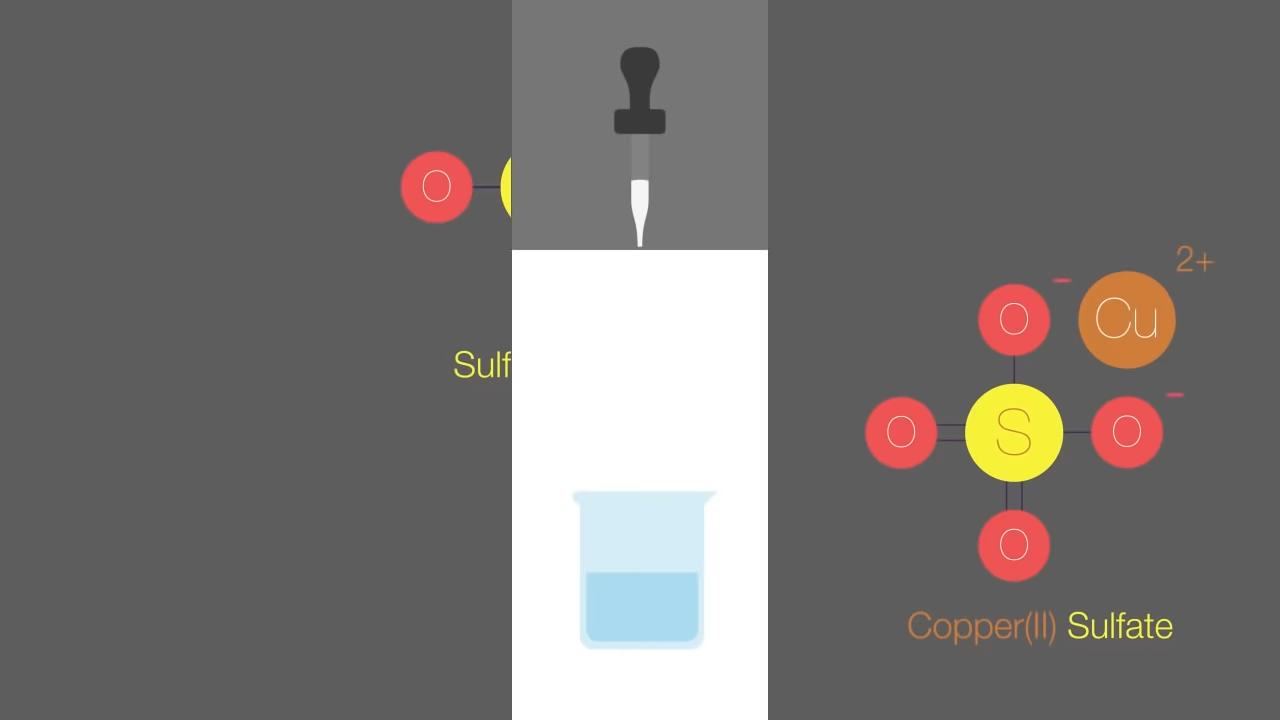 O
Sulf
2+
O
−
Cu
O
S
O
−
O
Copper(II) Sulfate